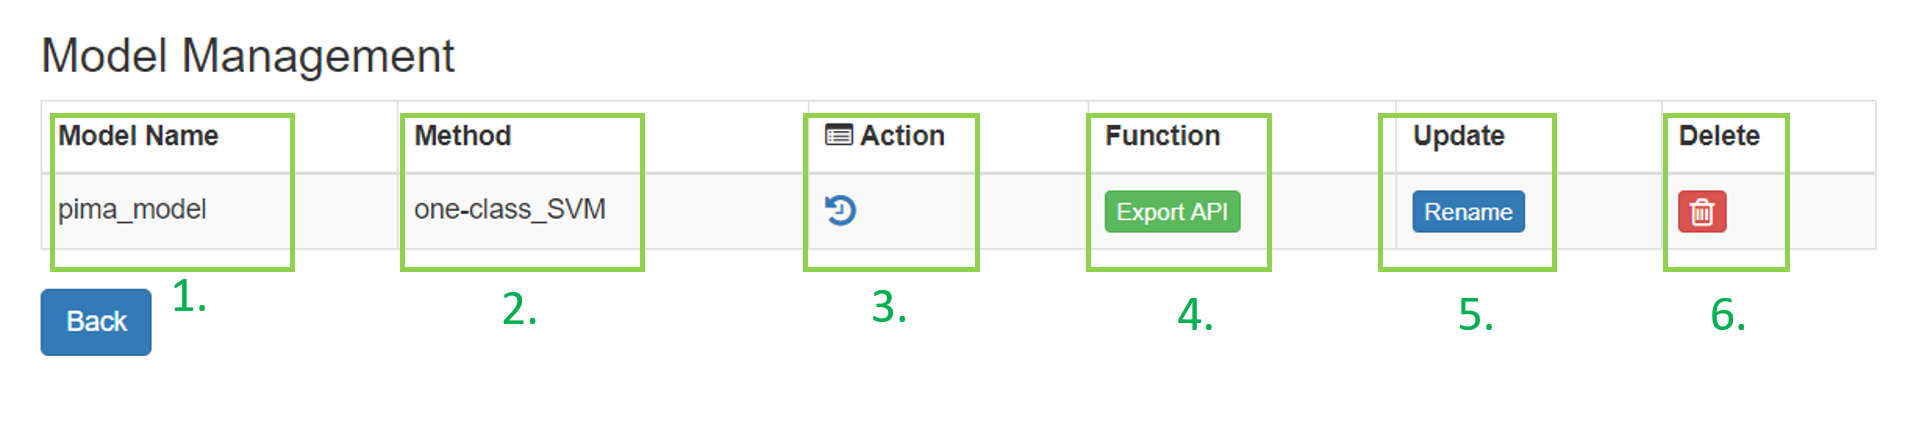 Model Management
Model Name Method Action Function Update Delete
pima_model one-class_SVM Export API Rename
Back 1. 2. 3. 4. 5. 6.